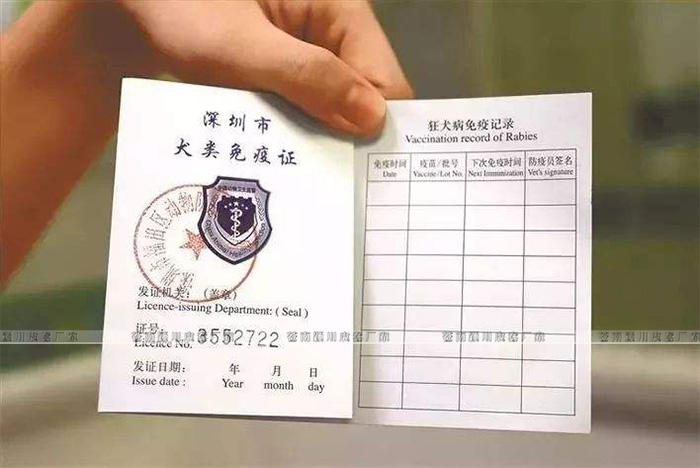 深圳市
犬类免疫证
发证机关：（盖章）
Licence-issuing Department: ( Seal )
证号：
Licence No.
3552722
发证日期： 年 月 日
Issue date : Year month day
狂犬病免疫记录
Vaccination record of Rabies
免疫时间 疫苗/批号 下次免疫时间 防疫员签名
Date Vaccine/Lot No. Next Immunization Vet's signature